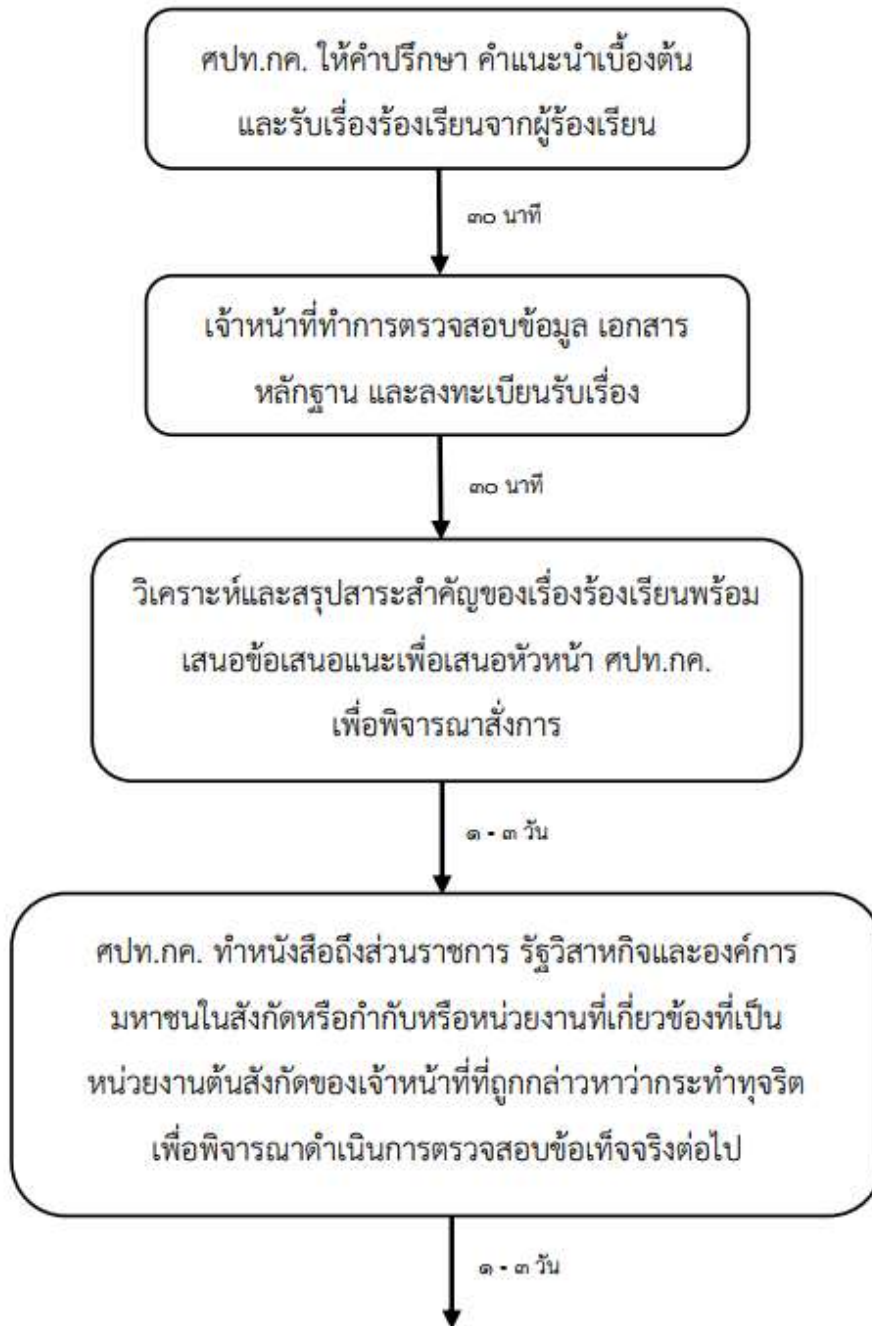 ศปท.กค. ให้คำปรึกษา คำแนะนำเบื้องต้น
และรับเรื่องร้องเรียนจากผู้ร้องเรียน
๓๐ นาที
เจ้าหน้าที่ทำการตรวจสอบข้อมูล เอกสาร
หลักฐาน และลงทะเบียนรับเรื่อง
๓๐ นาที
วิเคราะห์และสรุปสาระสำคัญของเรื่องร้องเรียนพร้อม
เสนอข้อเสนอแนะเพื่อเสนอหัวหน้า ศปท.กค.
เพื่อพิจารณาสั่งการ
๑ - ๓ วัน
ศปท.กค. ทำหนังสือถึงส่วนราชการ รัฐวิสาหกิจและองค์การ
มหาชนในสังกัดหรือกำกับหรือหน่วยงานที่เกี่ยวข้องที่เป็น
หน่วยงานต้นสังกัดของเจ้าหน้าที่ที่ถูกกล่าวหาว่ากระทำทุจริต
เพื่อพิจารณาดำเนินการตรวจสอบข้อเท็จจริงต่อไป
๑ - ๓ วัน